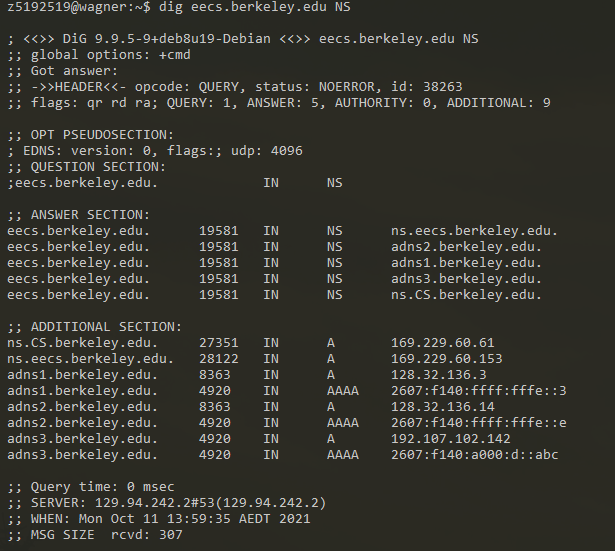 z5192519@wagner:~$ dig eecs.berkeley.edu NS
; <<>> DiG 9.9.5-9+deb8u19-Debian <<>> eecs.berkeley.edu NS
;; global options: +cmd
;; Got answer:
;; ->>HEADER<<- opcode: QUERY, status: NOERROR, id: 38263
;; flags: qr rd ra; QUERY: 1, ANSWER: 5, AUTHORITY: 0, ADDITIONAL: 9
;; OPT PSEUDOSECTION:
; EDNS: version: 0, flags:; udp: 4096
;; QUESTION SECTION:
;eecs.berkeley.edu. IN NS
;; ANSWER SECTION:
eecs.berkeley.edu. 19581 IN NS ns.eecs.berkeley.edu.
eecs.berkeley.edu. 19581 IN NS adns2.berkeley.edu.
eecs.berkeley.edu. 19581 IN NS adns1.berkeley.edu.
eecs.berkeley.edu. 19581 IN NS adns3.berkeley.edu.
eecs.berkeley.edu. 19581 IN NS ns.CS.berkeley.edu.
;; ADDITIONAL SECTION:
ns.CS.berkeley.edu. 27351 IN A 169.229.60.61
ns.eecs.berkeley.edu. 28122 IN A 169.229.60.153
adns1.berkeley.edu. 8363 IN A 128.32.136.3
adns1.berkeley.edu. 4920 IN AAAA 2607:f140:ffff:fffe::3
adns2.berkeley.edu. 8363 IN A 128.32.136.14
adns2.berkeley.edu. 4920 IN AAAA 2607:f140:ffff:fffe::e
adns3.berkeley.edu. 4920 IN A 192.107.102.142
adns3.berkeley.edu. 4920 IN AAAA 2607:f140:a000:d::abc
;; Query time: 0 msec
;; SERVER: 129.94.242.2#53(129.94.242.2)
;; WHEN: Mon Oct 11 13:59:35 AEDT 2021
;; MSG SIZE rcvd: 307